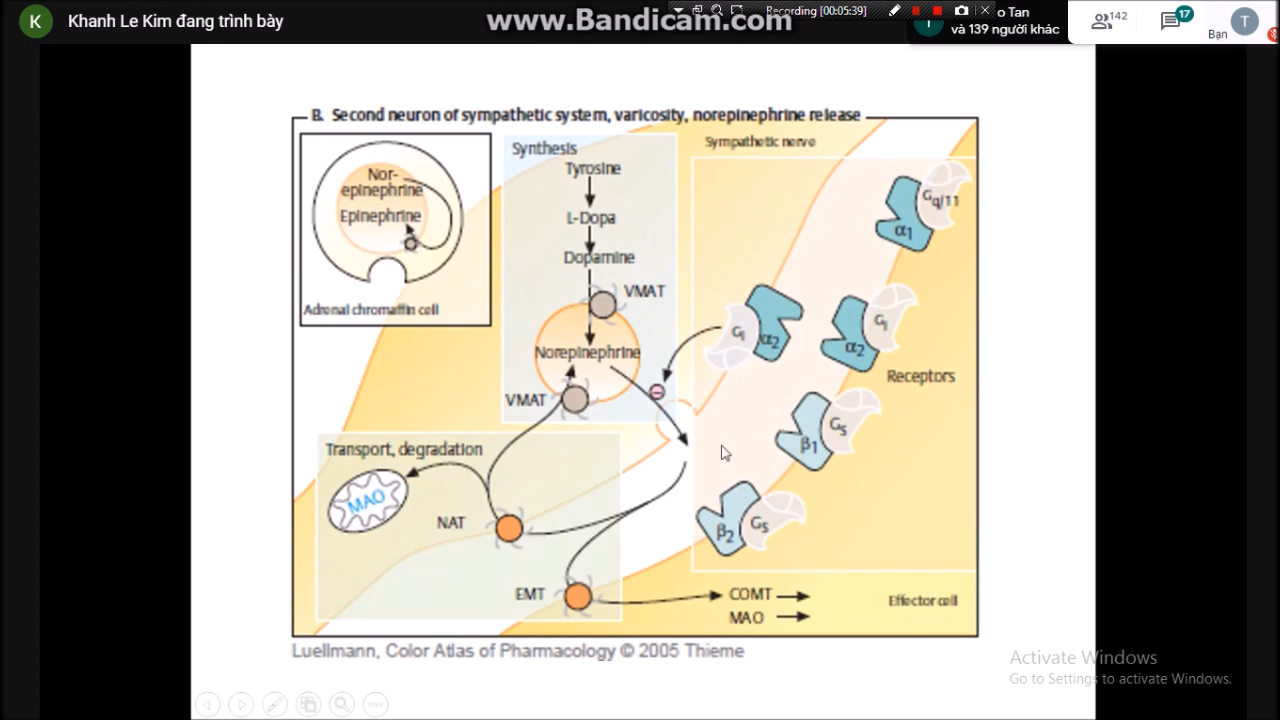 K Khanh Le Kim đang trình bày
www.Bandicam.com
Recording [00:05:39]
T o Tan
và 139 người khác
142
17
T
Bạn
B. Second neuron of sympathetic system, varicosity, norepinephrine release
Nor-
epinephrine
Epinephrine
Adrenal chromaffin cell
Synthesis
Tyrosine
L-Dopa
Dopamine
VMAT
Norepinephrine
VMAT
Sympathetic nerve
Gq/11
α1
Gi
α2
Gi
α2
Receptors
Gs
β1
Gs
β2
Transport, degradation
MAO
NAT
EMT
COMT
MAO
Effector cell
Luellmann, Color Atlas of Pharmacology © 2005 Thieme
Activate Windows
Go to Settings to activate Windows.